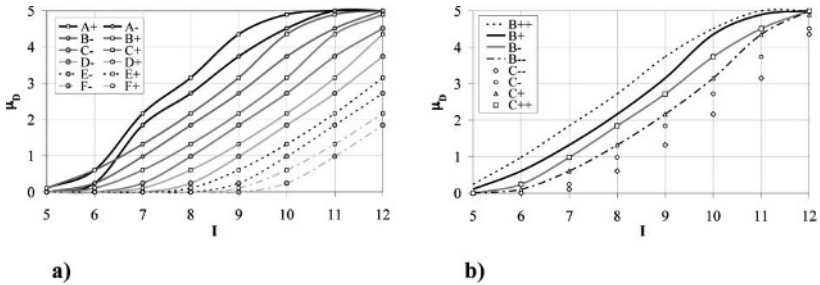 5
4
3
2
1
0
μD
A+ A-
B- B+
C- C+
D- D+
E- E+
F- F+
5 6 7 8 9 10 11 12
I
a)
5
4
3
2
1
0
μD
B++
B+
B-
B--
C--
C-
C+
C++
5 6 7 8 9 10 11 12
I
b)